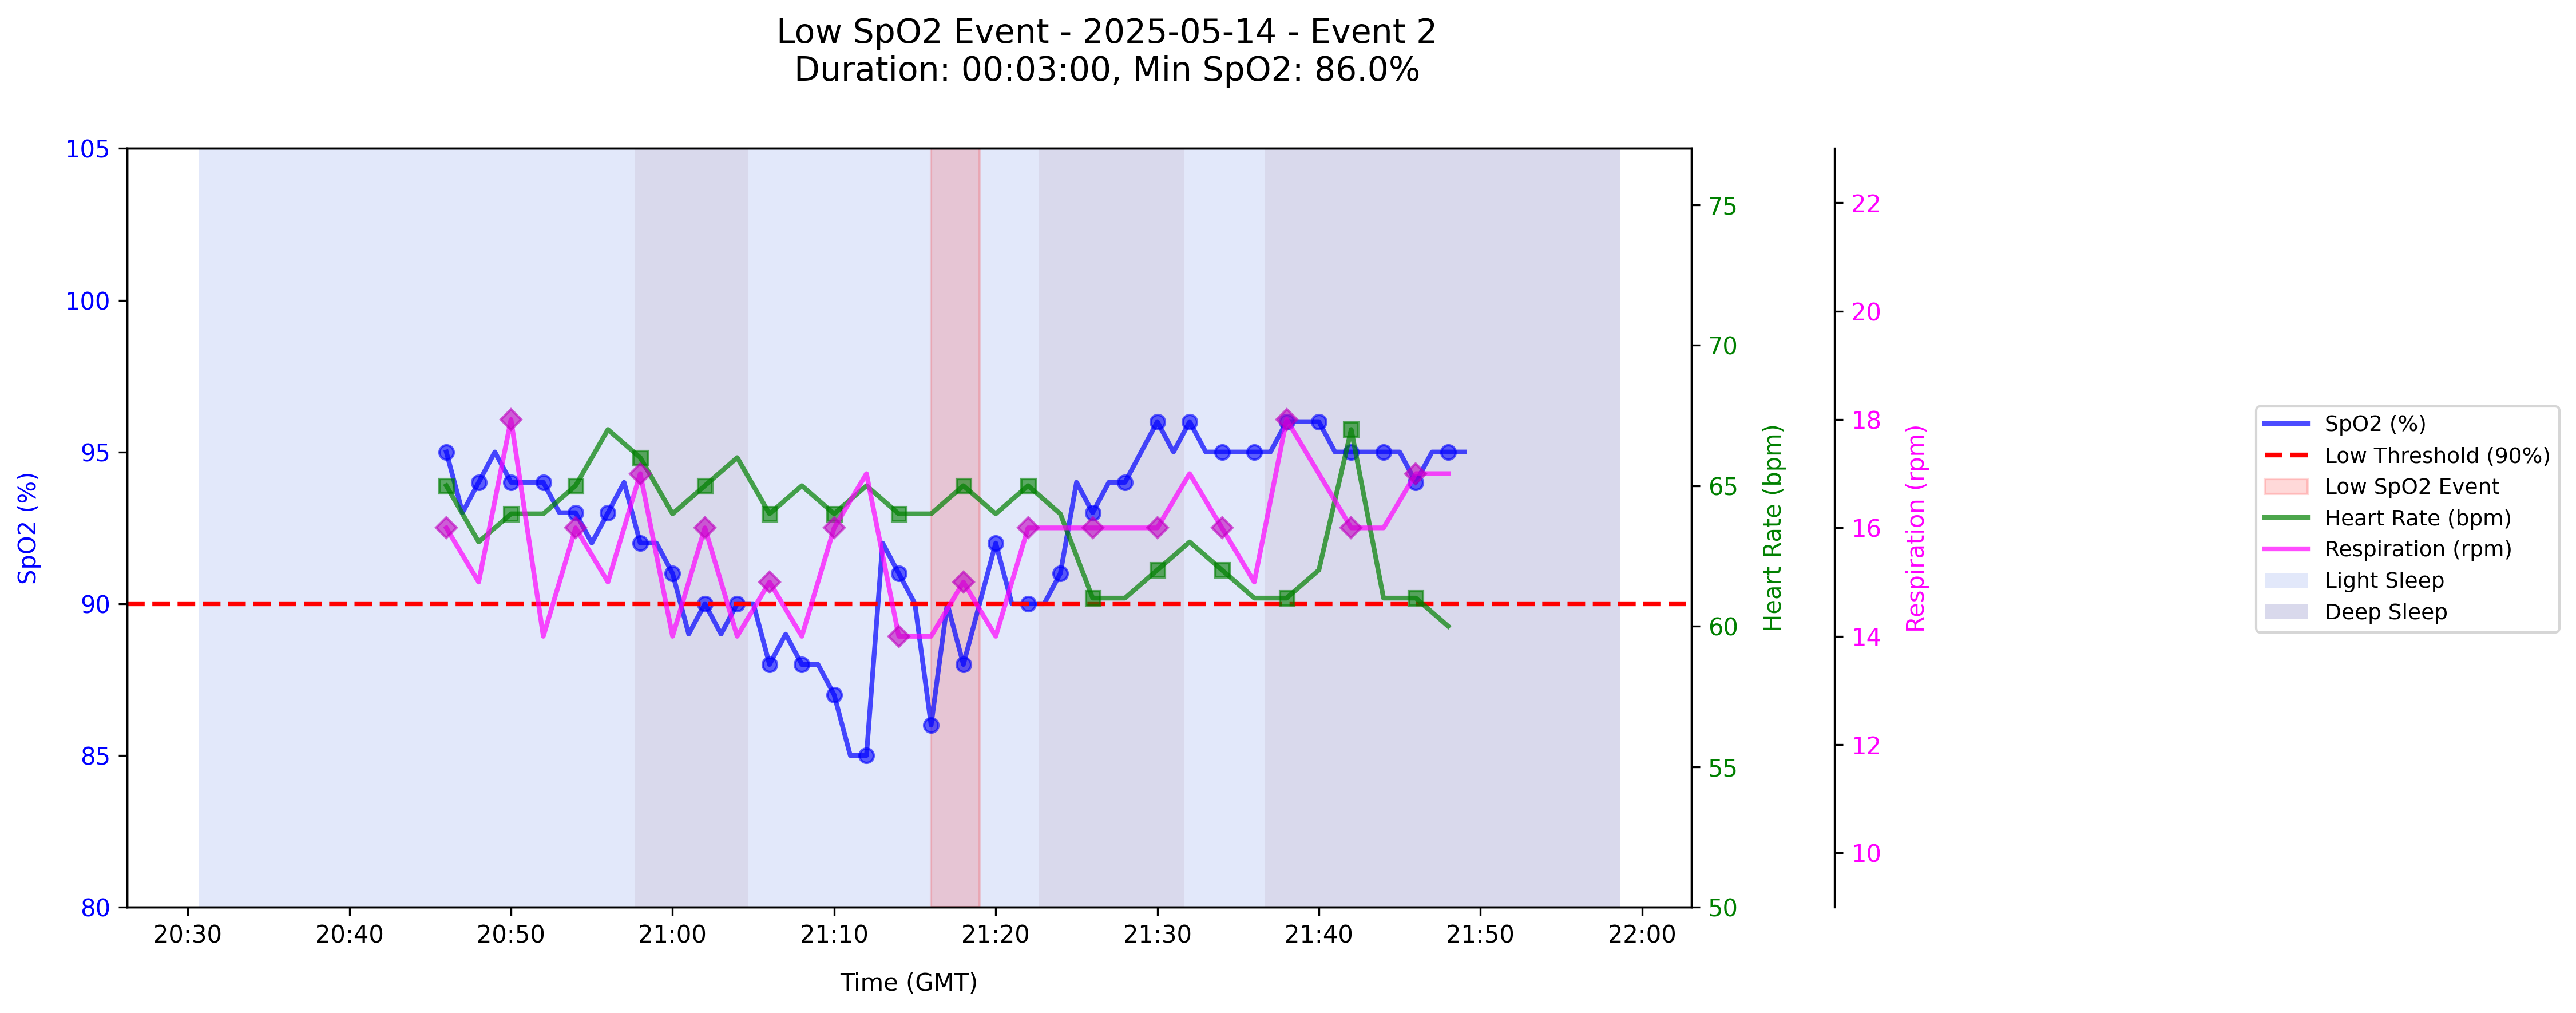 Low SpO2 Event - 2025-05-14 - Event 2
Duration: 00:03:00, Min SpO2: 86.0%
105
100
95
90
85
80
SpO2 (%)
20:30
20:40
20:50
21:00
21:10
21:20
21:30
21:40
21:50
22:00
Time (GMT)
75
70
65
60
55
50
Heart Rate (bpm)
22
20
18
16
14
12
10
Respiration (rpm)
SpO2 (%)
Low Threshold (90%)
Low SpO2 Event
Heart Rate (bpm)
Respiration (rpm)
Light Sleep
Deep Sleep